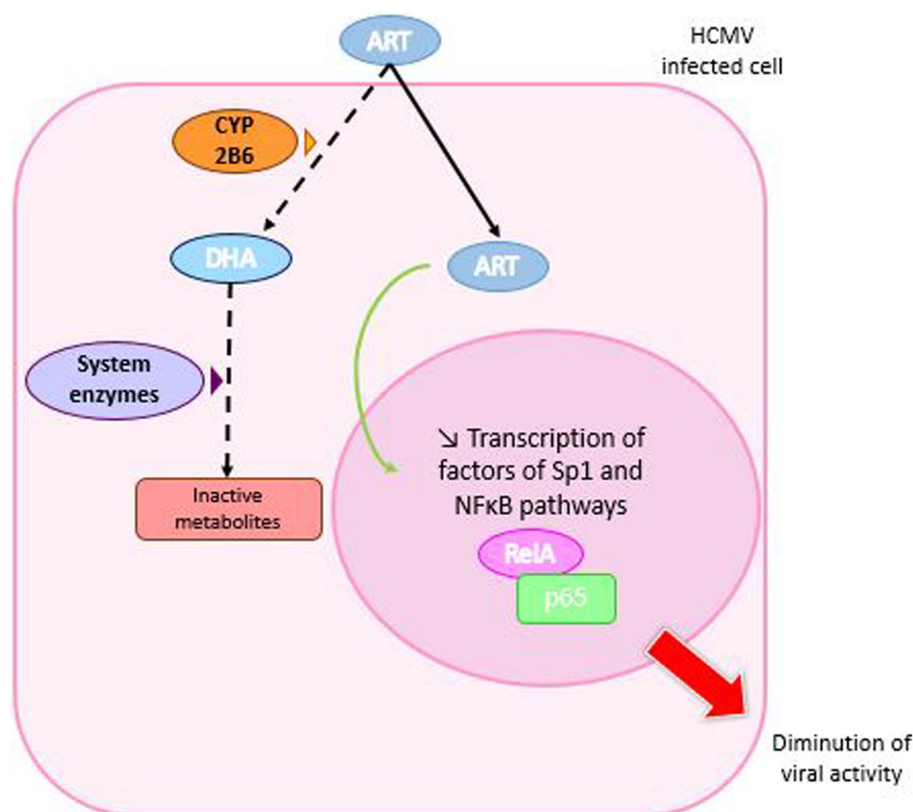 ART
HCMV
infected cell
CYP
2B6
DHA
ART
System
enzymes
↘ Transcription of
factors of Sp1 and
NFκB pathways
Inactive
metabolites
RelA
p65
Diminution of
viral activity